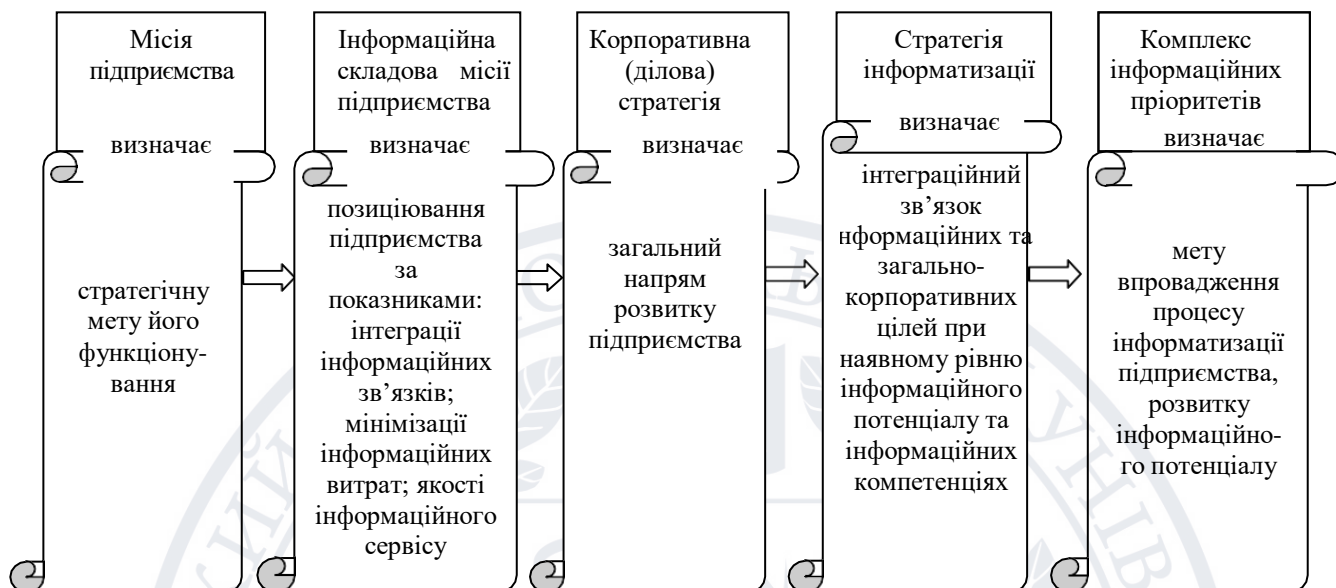 Місія
підприємства
визначає
стратегічну
мету його
функціону-
вання
Інформаційна
складова місії
підприємства
визначає
позиціювання
підприємства
за
показниками:
інтеграції
інформаційних
зв’язків;
мінімізації
інформаційних
витрат; якості
інформаційного
сервісу
Корпоративна
(ділова)
стратегія
визначає
загальний
напрям
розвитку
підприємства
Стратегія
інформатизації
визначає
інтеграційний
зв’язок
нформаційних та
загально-
корпоративних
цілей при
наявному рівню
інформаційного
потенціалу та
інформаційних
компетенціях
Комплекс
інформаційних
пріоритетів
визначає
мету
впровадження
процесу
інформатизації
підприємства,
розвитку
інформаційно-
го потенціалу